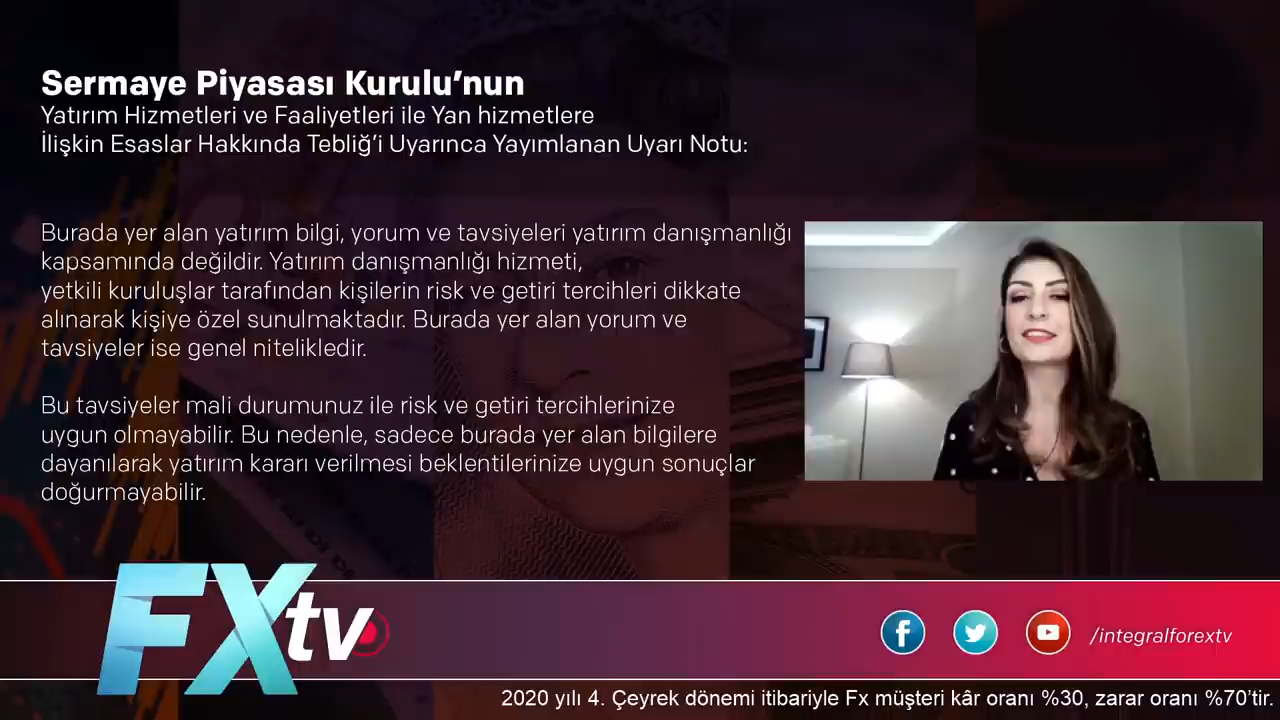 Sermaye Piyasası Kurulu’nun
Yatırım Hizmetleri ve Faaliyetleri ile Yan hizmetlere
İlişkin Esaslar Hakkında Tebliğ’i Uyarınca Yayımlanan Uyarı Notu:
Burada yer alan yatırım bilgi, yorum ve tavsiyeleri yatırım danışmanlığı
kapsamında değildir. Yatırım danışmanlığı hizmeti,
yetkili kuruluşlar tarafından kişilerin risk ve getiri tercihleri dikkate
alınarak kişiye özel sunulmaktadır. Burada yer alan yorum ve
tavsiyeler ise genel nitelikledir.
Bu tavsiyeler mali durumunuz ile risk ve getiri tercihlerinize
uygun olmayabilir. Bu nedenle, sadece burada yer alan bilgilere
dayanılarak yatırım kararı verilmesi beklentilerinize uygun sonuçlar
doğurmayabilir.
FXtv
/integralforextv
2020 yılı 4. Çeyrek dönemi itibariyle Fx müşteri kâr oranı %30, zarar oranı %70’tir.